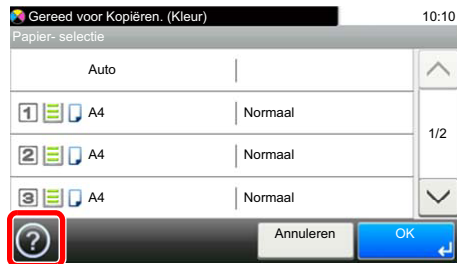 Gereed voor Kopiëren. (Kleur) 10:10
Papier- selectie
Auto
1 A4 Normaal
1/2
2 A4 Normaal
3 A4 Normaal
? Annuleren OK